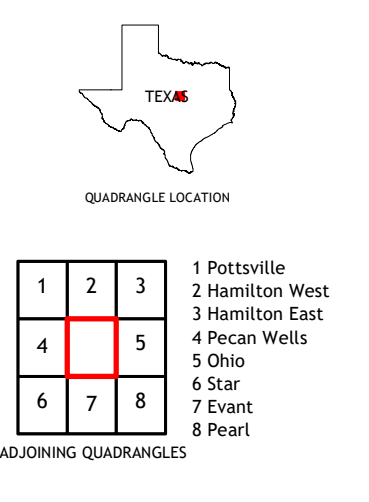 TEXAS
QUADRANGLE LOCATION
1 2 3
4 5
6 7 8
1 Pottsville
2 Hamilton West
3 Hamilton East
4 Pecan Wells
5 Ohio
6 Star
7 Evant
8 Pearl
ADJOINING QUADRANGLES